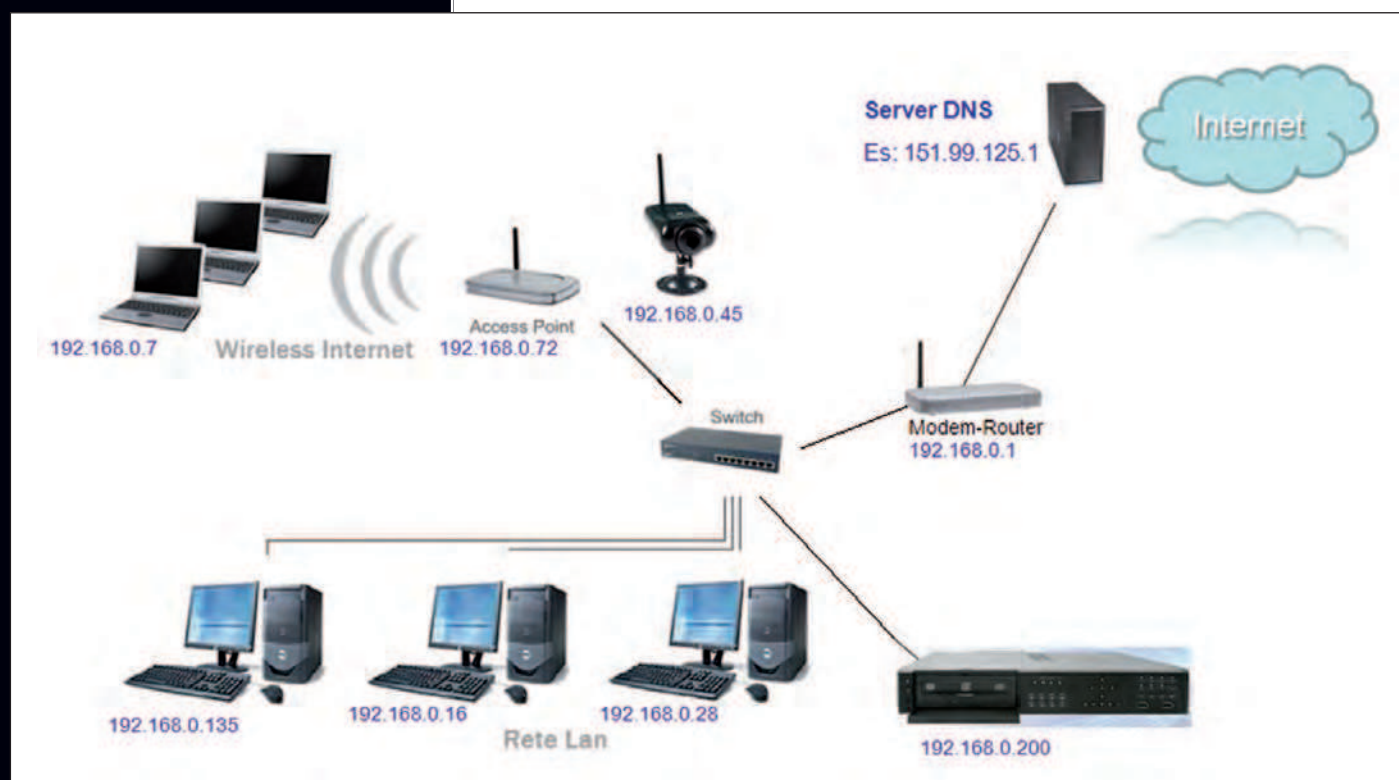 Server DNS
Es: 151.99.125.1
Internet
192.168.0.45
Access Point
192.168.0.7
Wireless Internet
192.168.0.72
Switch
Modem-Router
192.168.0.1
192.168.0.135
192.168.0.16
192.168.0.28
Rete Lan
192.168.0.200